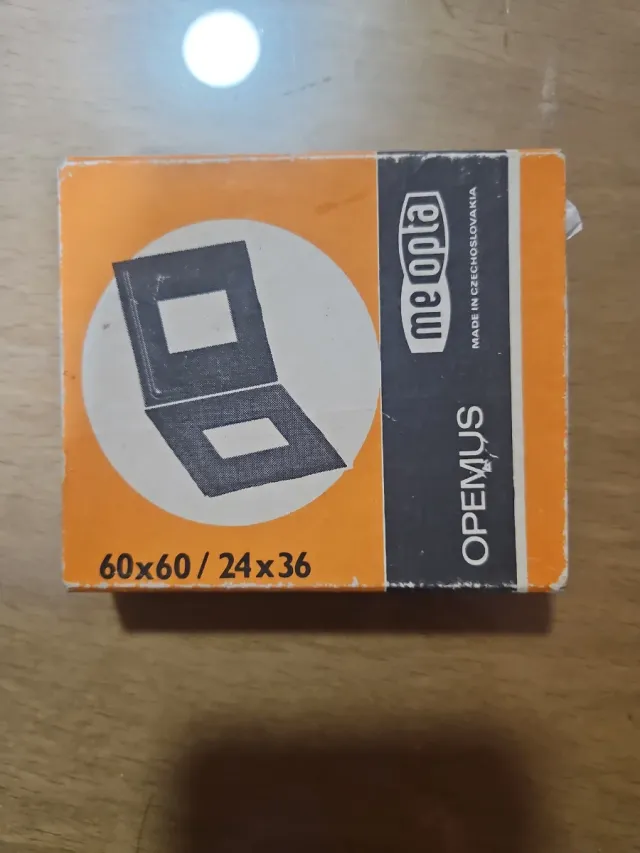 meopta
MADE IN CZECHOSLOVAKIA
OPEMUS
60x60 / 24x36